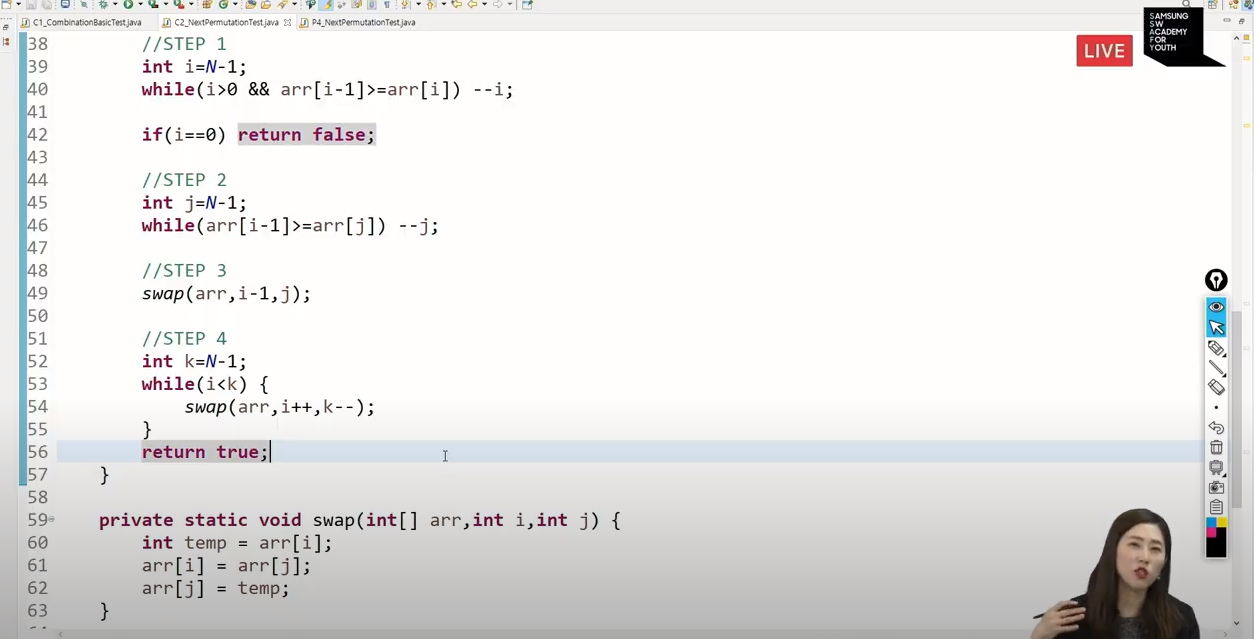 C1_CombinationBasicTest.java
C2_NextPermutationTest.java
P4_NextPermutationTest.java
LIVE
SAMSUNG
SW
ACADEMY
FOR
YOUTH
38 //STEP 1
39 int i=N-1;
40 while(i>0 && arr[i-1]>=arr[i]) --i;
41
42 if(i==0) return false;
43
44 //STEP 2
45 int j=N-1;
46 while(arr[i-1]>=arr[j]) --j;
47
48 //STEP 3
49 swap(arr,i-1,j);
50
51 //STEP 4
52 int k=N-1;
53 while(i<k) {
54 swap(arr,i++,k--);
55 }
56 return true;
57 }
58
59 private static void swap(int[] arr,int i,int j) {
60 int temp = arr[i];
61 arr[i] = arr[j];
62 arr[j] = temp;
63 }